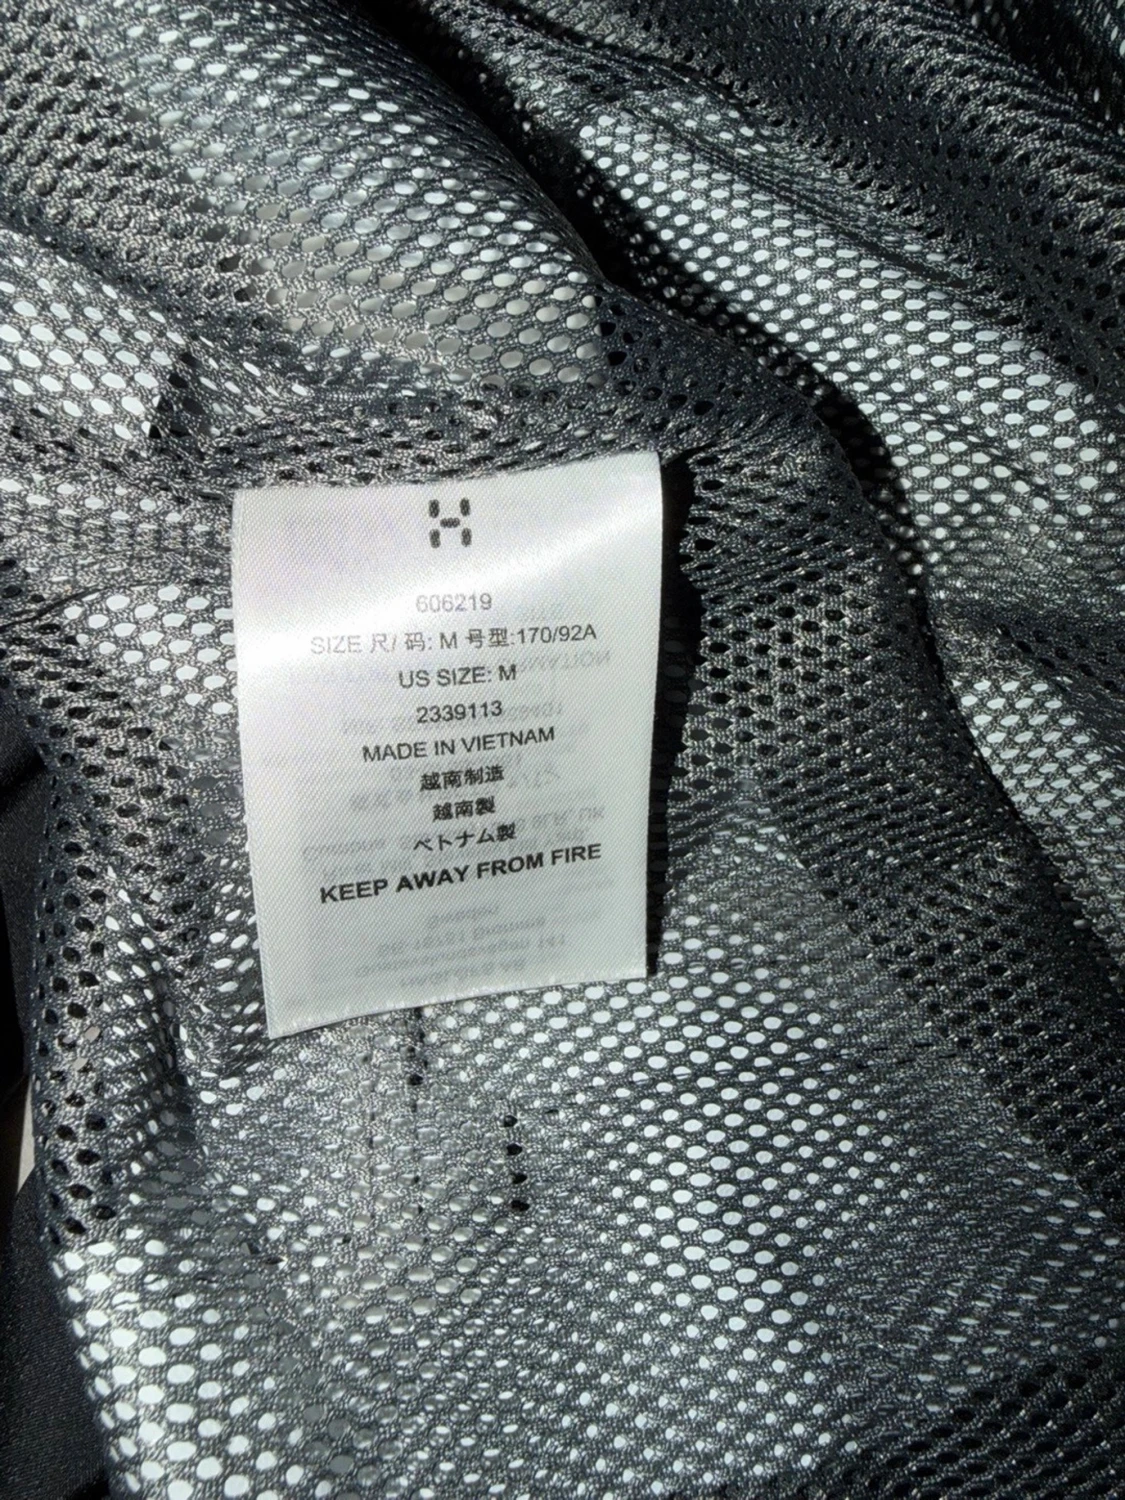 606219
SIZE 尺/ 码: M 号型:170/92A
US SIZE: M
2339113
MADE IN VIETNAM
越南制造
越南製
ベトナム製
KEEP AWAY FROM FIRE